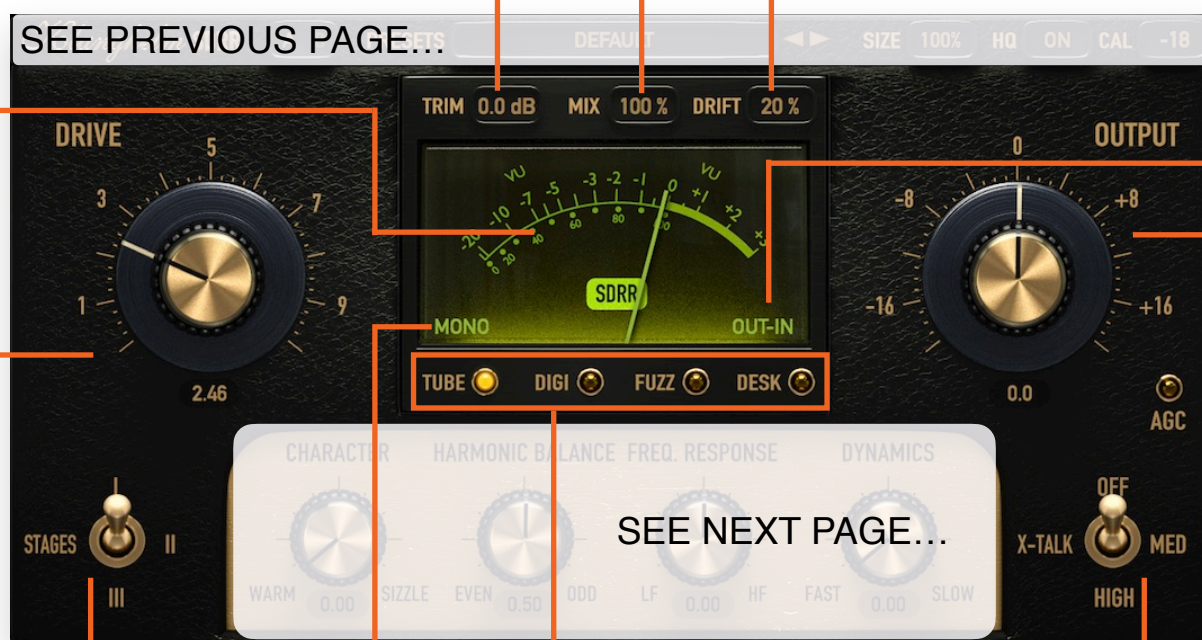 SEE PREVIOUS PAGE...
PRESETS DEFAULT SIZE 100% HQ ON CAL -18
TRIM 0.0 dB MIX 100 % DRIFT 20 %
DRIVE
OUTPUT
1 3 5 7 9
2.46
VU VU
-20 -10 -7 -5 -3 -2 -1 0 +1 +2 +3
0 20 40 60 80 100
SDRR
MONO OUT-IN
-16 -8 0 +8 +16
0.0
TUBE DIGI FUZZ DESK
AGC
CHARACTER HARMONIC BALANCE FREQ. RESPONSE DYNAMICS
SEE NEXT PAGE...
WARM 0.00 SIZZLE EVEN 0.50 ODD LF 0.00 HF FAST 0.00 SLOW
I
STAGES II
III
OFF
X-TALK MED
HIGH